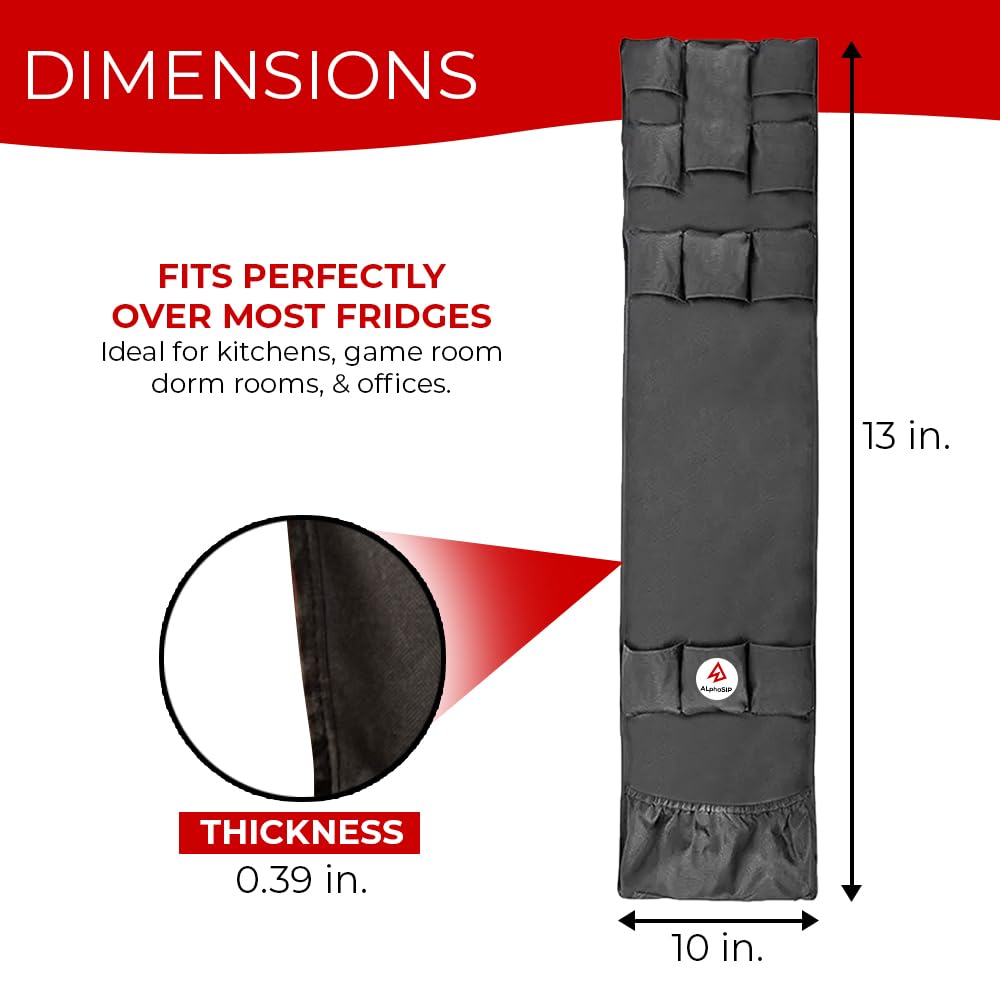 DIMENSIONS
FITS PERFECTLY
OVER MOST FRIDGES
Ideal for kitchens, game room
dorm rooms, & offices.
13 in.
ALphoSIP
THICKNESS
0.39 in.
10 in.